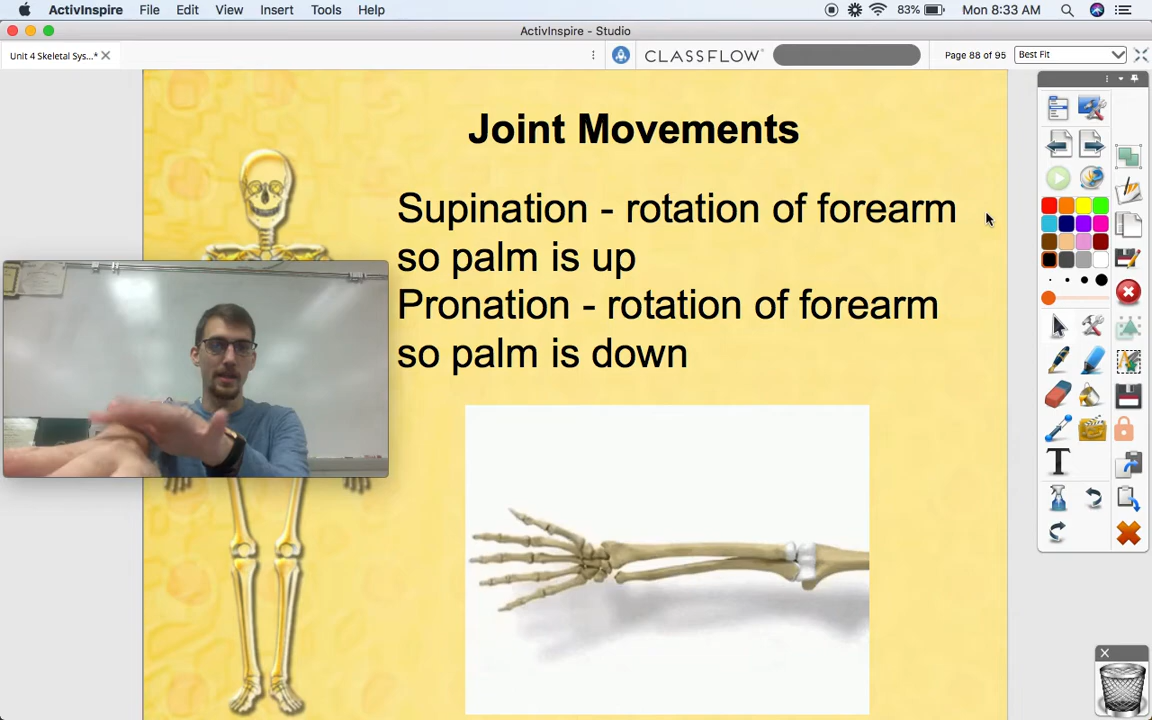 ActivInspire File Edit View Insert Tools Help 83% Mon 8:33 AM
ActivInspire - Studio
Unit 4 Skeletal Sys...* CLASSFLOW Page 88 of 95 Best Fit
Joint Movements
Supination - rotation of forearm
so palm is up
Pronation - rotation of forearm
so palm is down
T